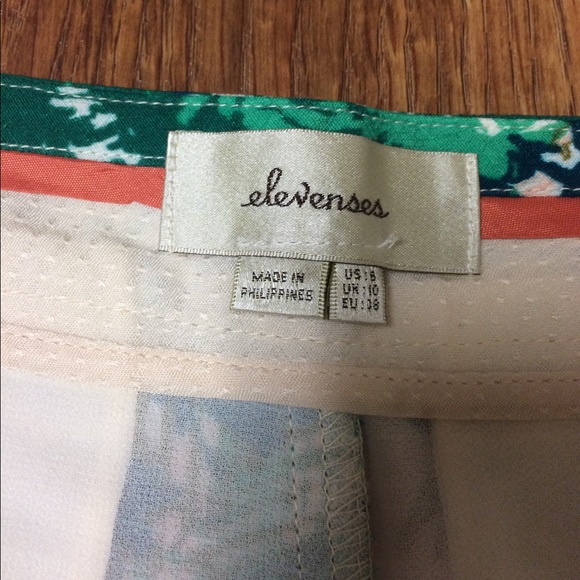 elevenses
MADE IN
PHILIPPINES
US: 6
UK: 10
EU: 38